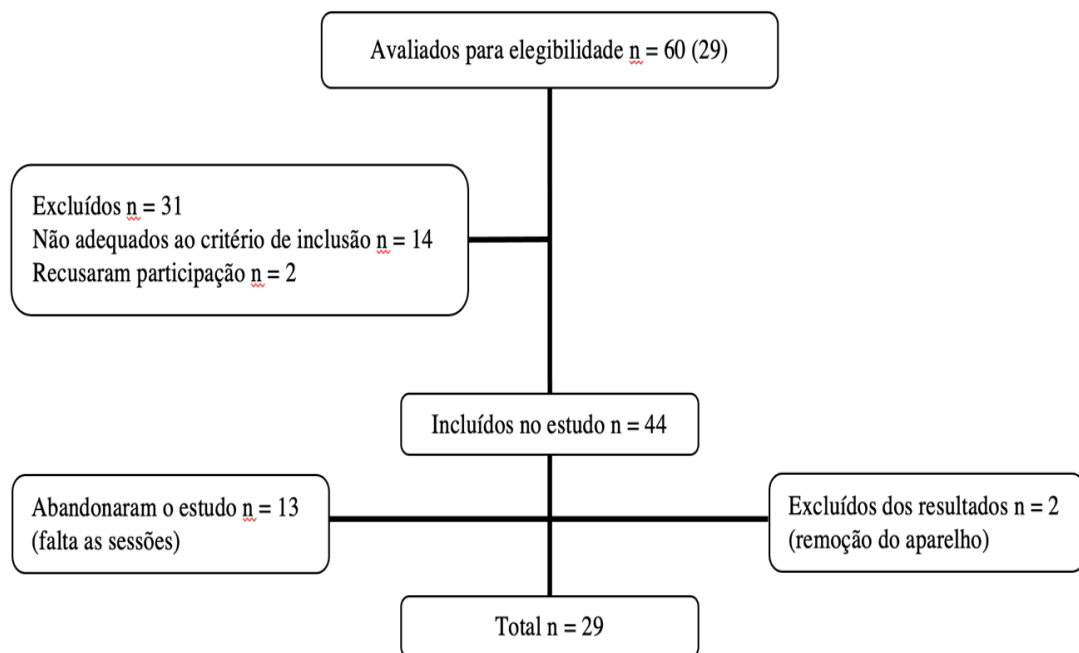 Avaliados para elegibilidade n = 60 (29)
Excluídos n = 31
Não adequados ao critério de inclusão n = 14
Recusaram participação n = 2
Incluídos no estudo n = 44
Abandonaram o estudo n = 13
(falta as sessões)
Excluídos dos resultados n = 2
(remoção do aparelho)
Total n = 29